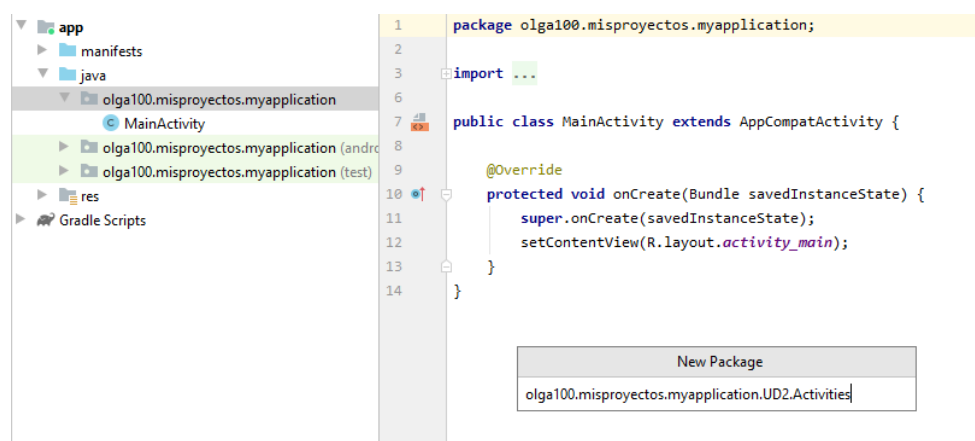 app
manifests
java
olga100.misproyectos.myapplication
MainActivity
olga100.misproyectos.myapplication (andro
olga100.misproyectos.myapplication (test)
res
Gradle Scripts
1 package olga100.misproyectos.myapplication;
2
3 import ...
6
7 public class MainActivity extends AppCompatActivity {
8
9 @Override
10 protected void onCreate(Bundle savedInstanceState) {
11 super.onCreate(savedInstanceState);
12 setContentView(R.layout.activity_main);
13 }
14 }
New Package
olga100.misproyectos.myapplication.UD2.Activities